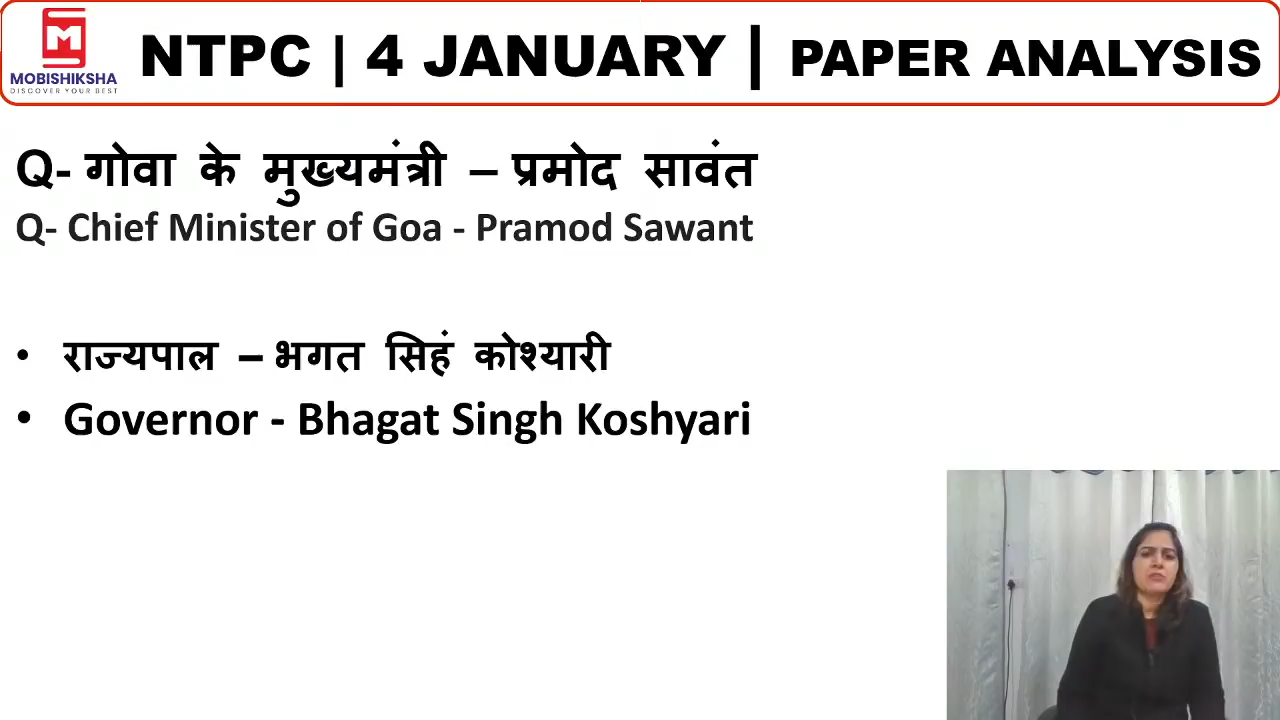 MOBISHIKSHA
DISCOVER YOUR BEST
NTPC | 4 JANUARY | PAPER ANALYSIS
Q- गोवा के मुख्यमंत्री – प्रमोद सावंत
Q- Chief Minister of Goa - Pramod Sawant
• राज्यपाल – भगत सिहं कोश्यारी
• Governor - Bhagat Singh Koshyari